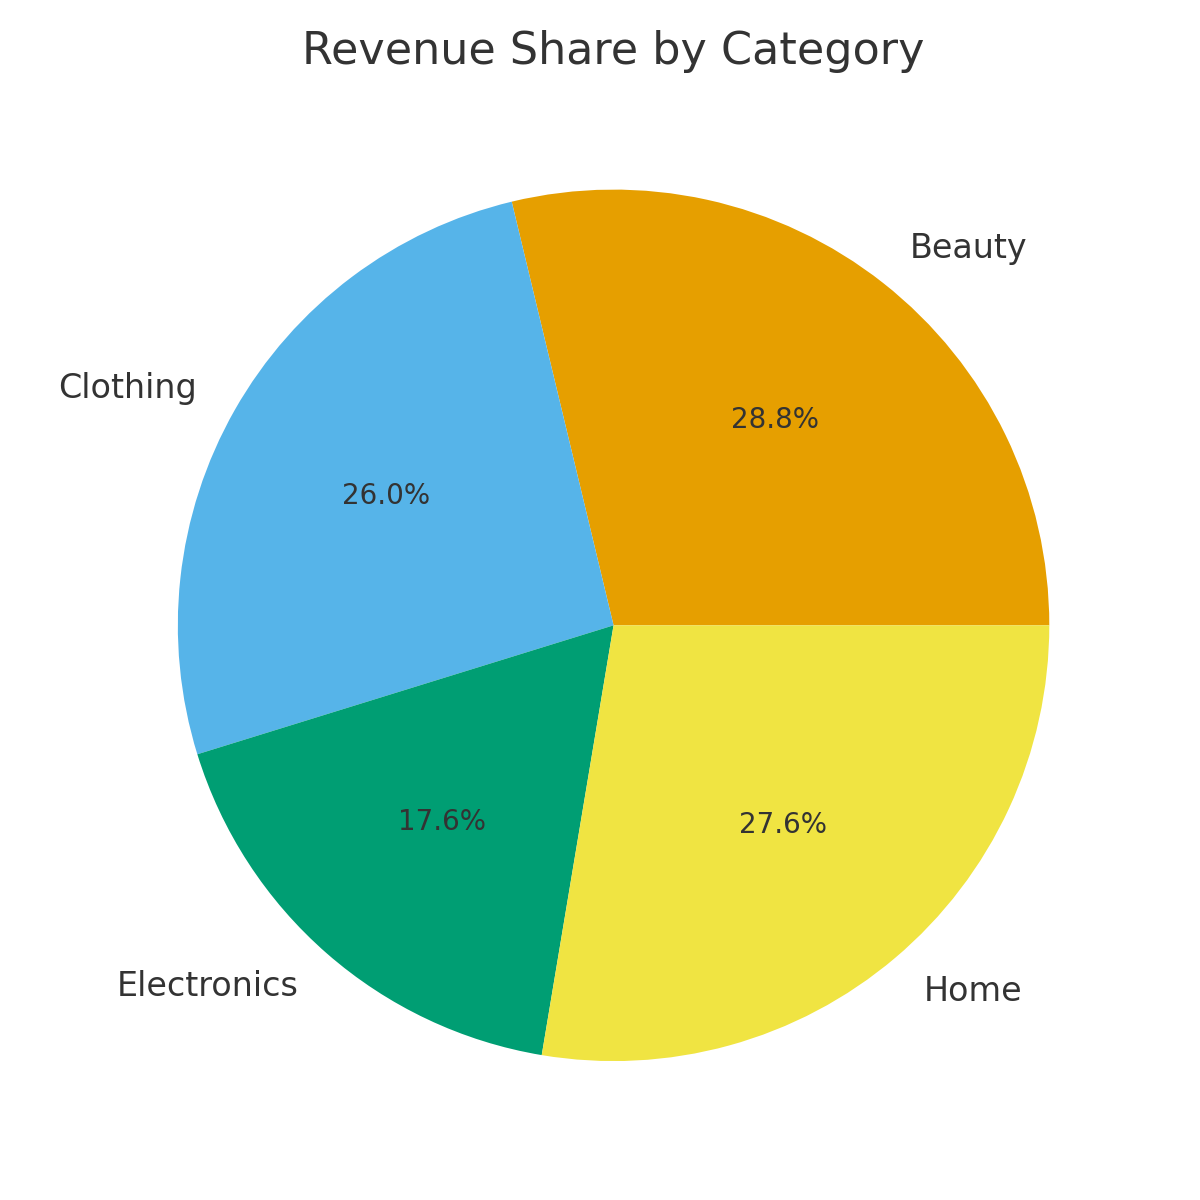 Revenue Share by Category
Beauty
28.8%
Clothing
26.0%
17.6%
27.6%
Electronics
Home